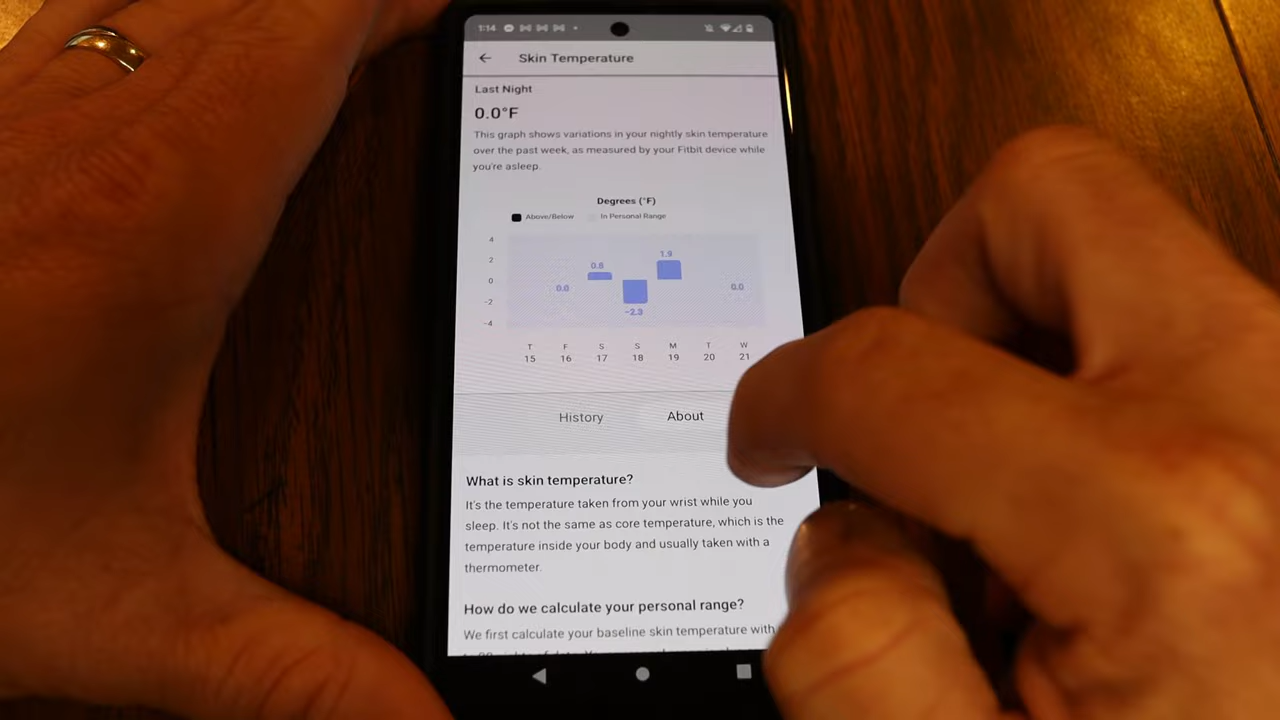 1:14
Skin Temperature
Last Night
0.0°F
This graph shows variations in your nightly skin temperature
over the past week, as measured by your Fitbit device while
you're asleep.
Degrees (°F)
Above/Below In Personal Range
4
2
0
-2
-4
0.0
0.8
-2.3
1.9
0.0
T F S S M T W
15 16 17 18 19 20 21
History About
What is skin temperature?
It's the temperature taken from your wrist while you
sleep. It's not the same as core temperature, which is the
temperature inside your body and usually taken with a
thermometer.
How do we calculate your personal range?
We first calculate your baseline skin temperature with